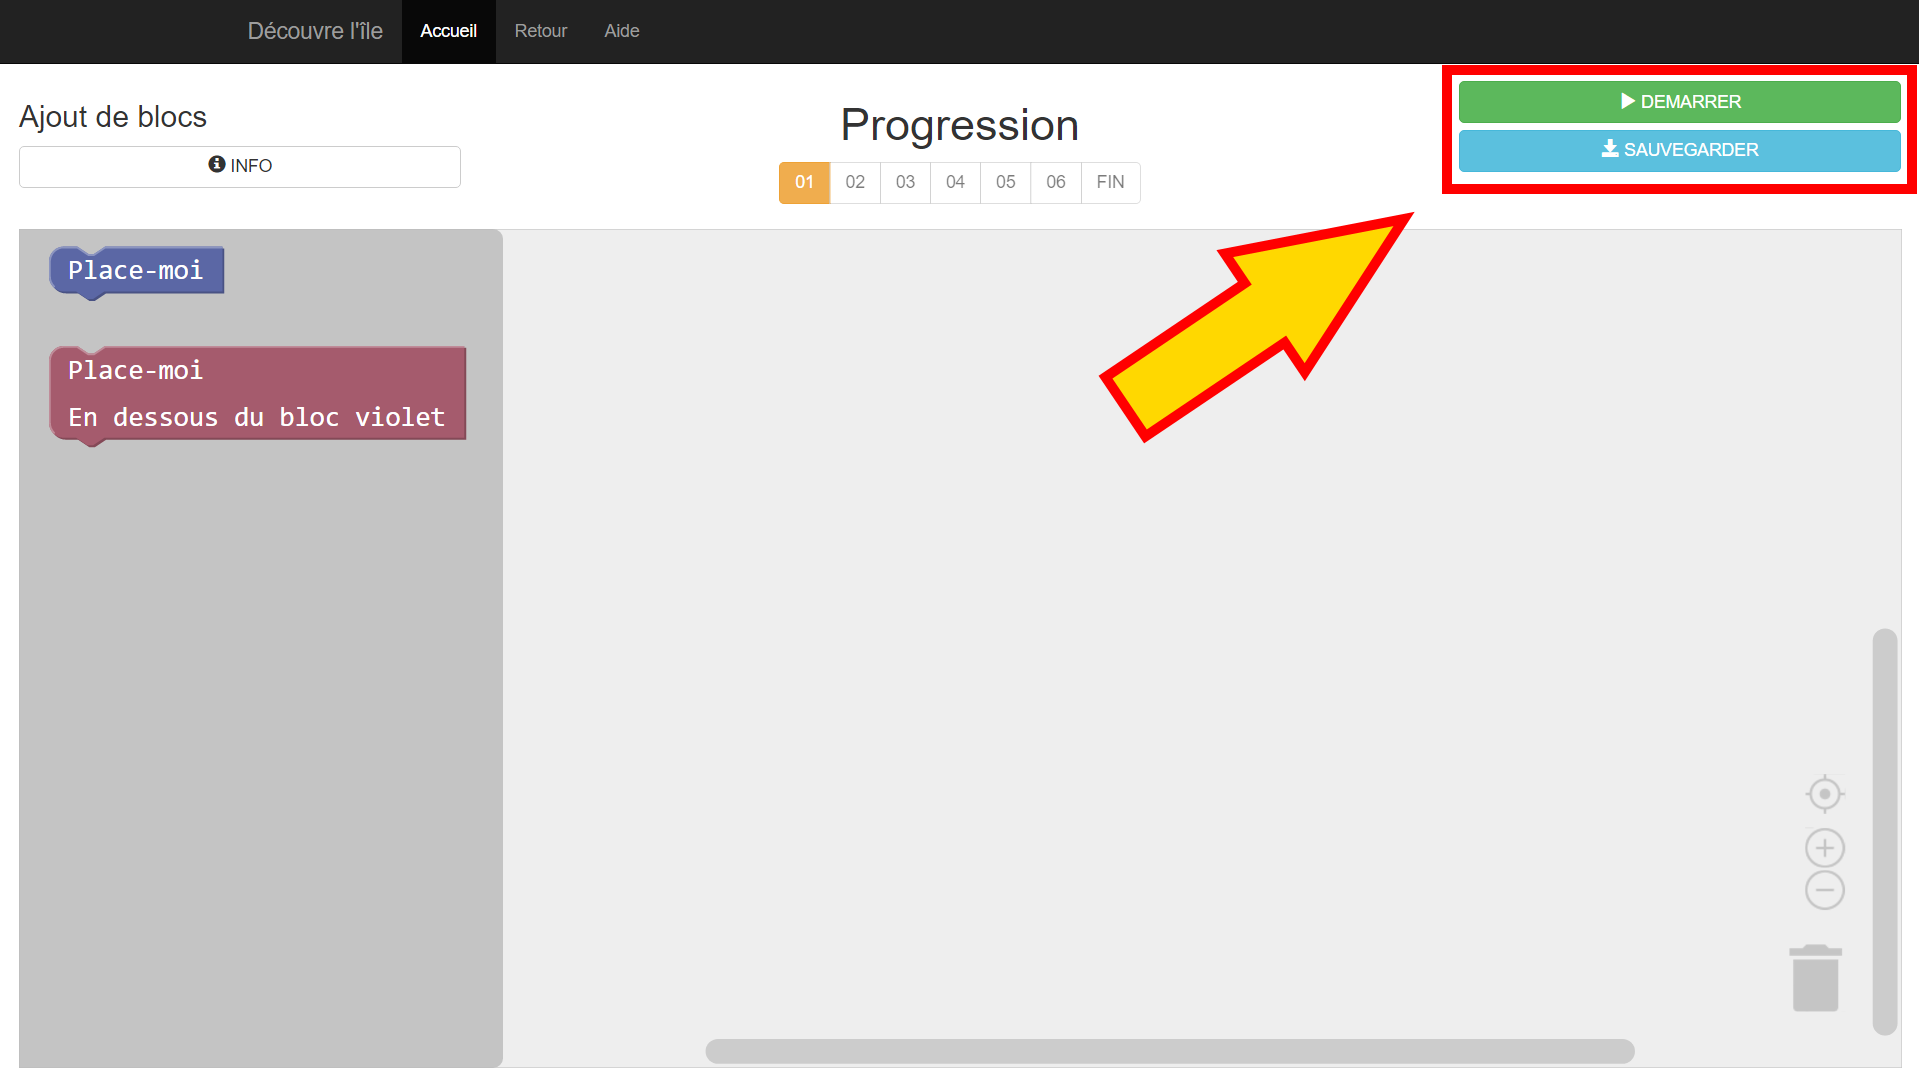 Découvre l'île Accueil Retour Aide
Ajout de blocs
INFO
Progression
01 02 03 04 05 06 FIN
DEMARRER
SAUVEGARDER
Place-moi
Place-moi
En dessous du bloc violet